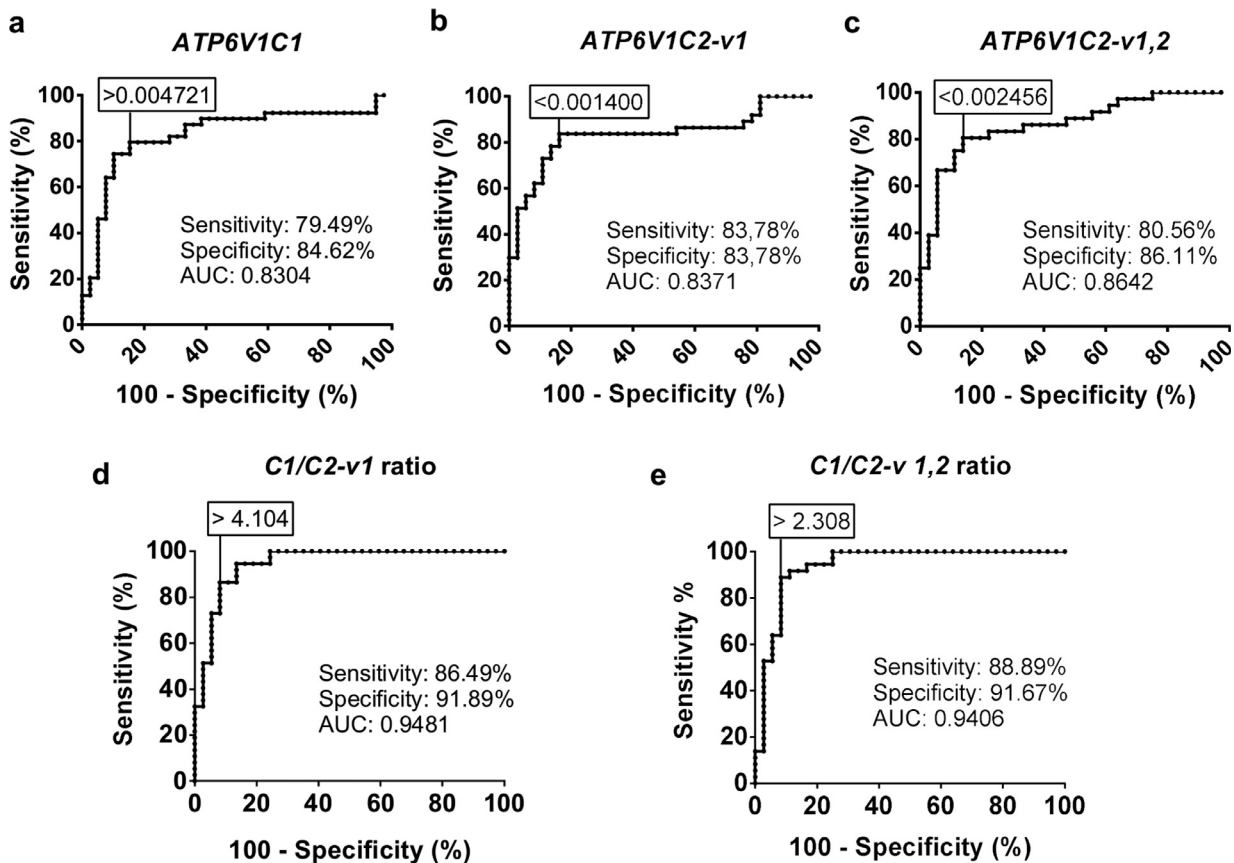 a
ATP6V1C1
>0.004721
Sensitivity (%)
100
80
60
40
20
0
Sensitivity: 79.49%
Specificity: 84.62%
AUC: 0.8304
0 20 40 60 80 100
100 - Specificity (%)
b
ATP6V1C2-v1
<0.001400
Sensitivity (%)
100
80
60
40
20
0
Sensitivity: 83,78%
Specificity: 83,78%
AUC: 0.8371
0 20 40 60 80 100
100 - Specificity (%)
c
ATP6V1C2-v1,2
<0.002456
Sensitivity (%)
100
80
60
40
20
0
Sensitivity: 80.56%
Specificity: 86.11%
AUC: 0.8642
0 20 40 60 80 100
100 - Specificity (%)
d
C1/C2-v1 ratio
> 4.104
Sensitivity (%)
100
80
60
40
20
0
Sensitivity: 86.49%
Specificity: 91.89%
AUC: 0.9481
0 20 40 60 80 100
100 - Specificity (%)
e
C1/C2-v 1,2 ratio
> 2.308
Sensitivity %
100
80
60
40
20
0
Sensitivity: 88.89%
Specificity: 91.67%
AUC: 0.9406
0 20 40 60 80 100
100 - Specificity (%)